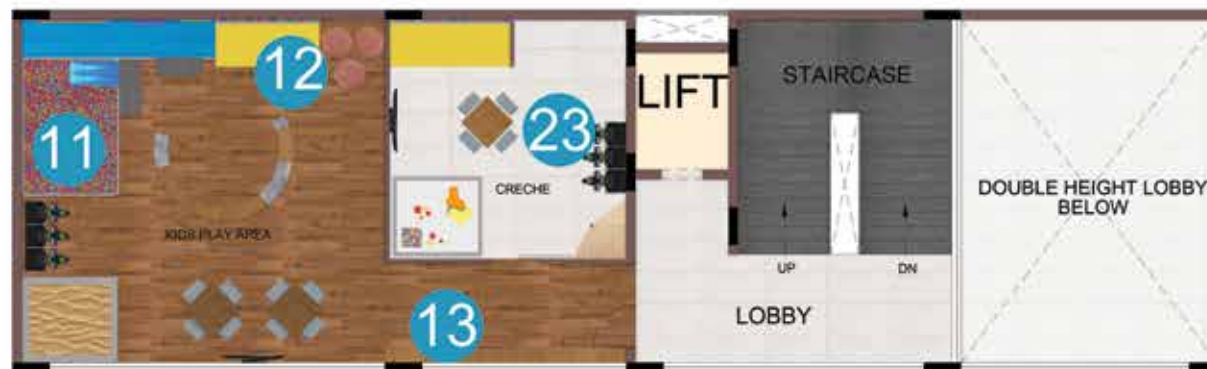 12
11
23
LIFT
STAIRCASE
CRECHE
DOUBLE HEIGHT LOBBY
BELOW
KIDS PLAY AREA
UP
DN
13
LOBBY